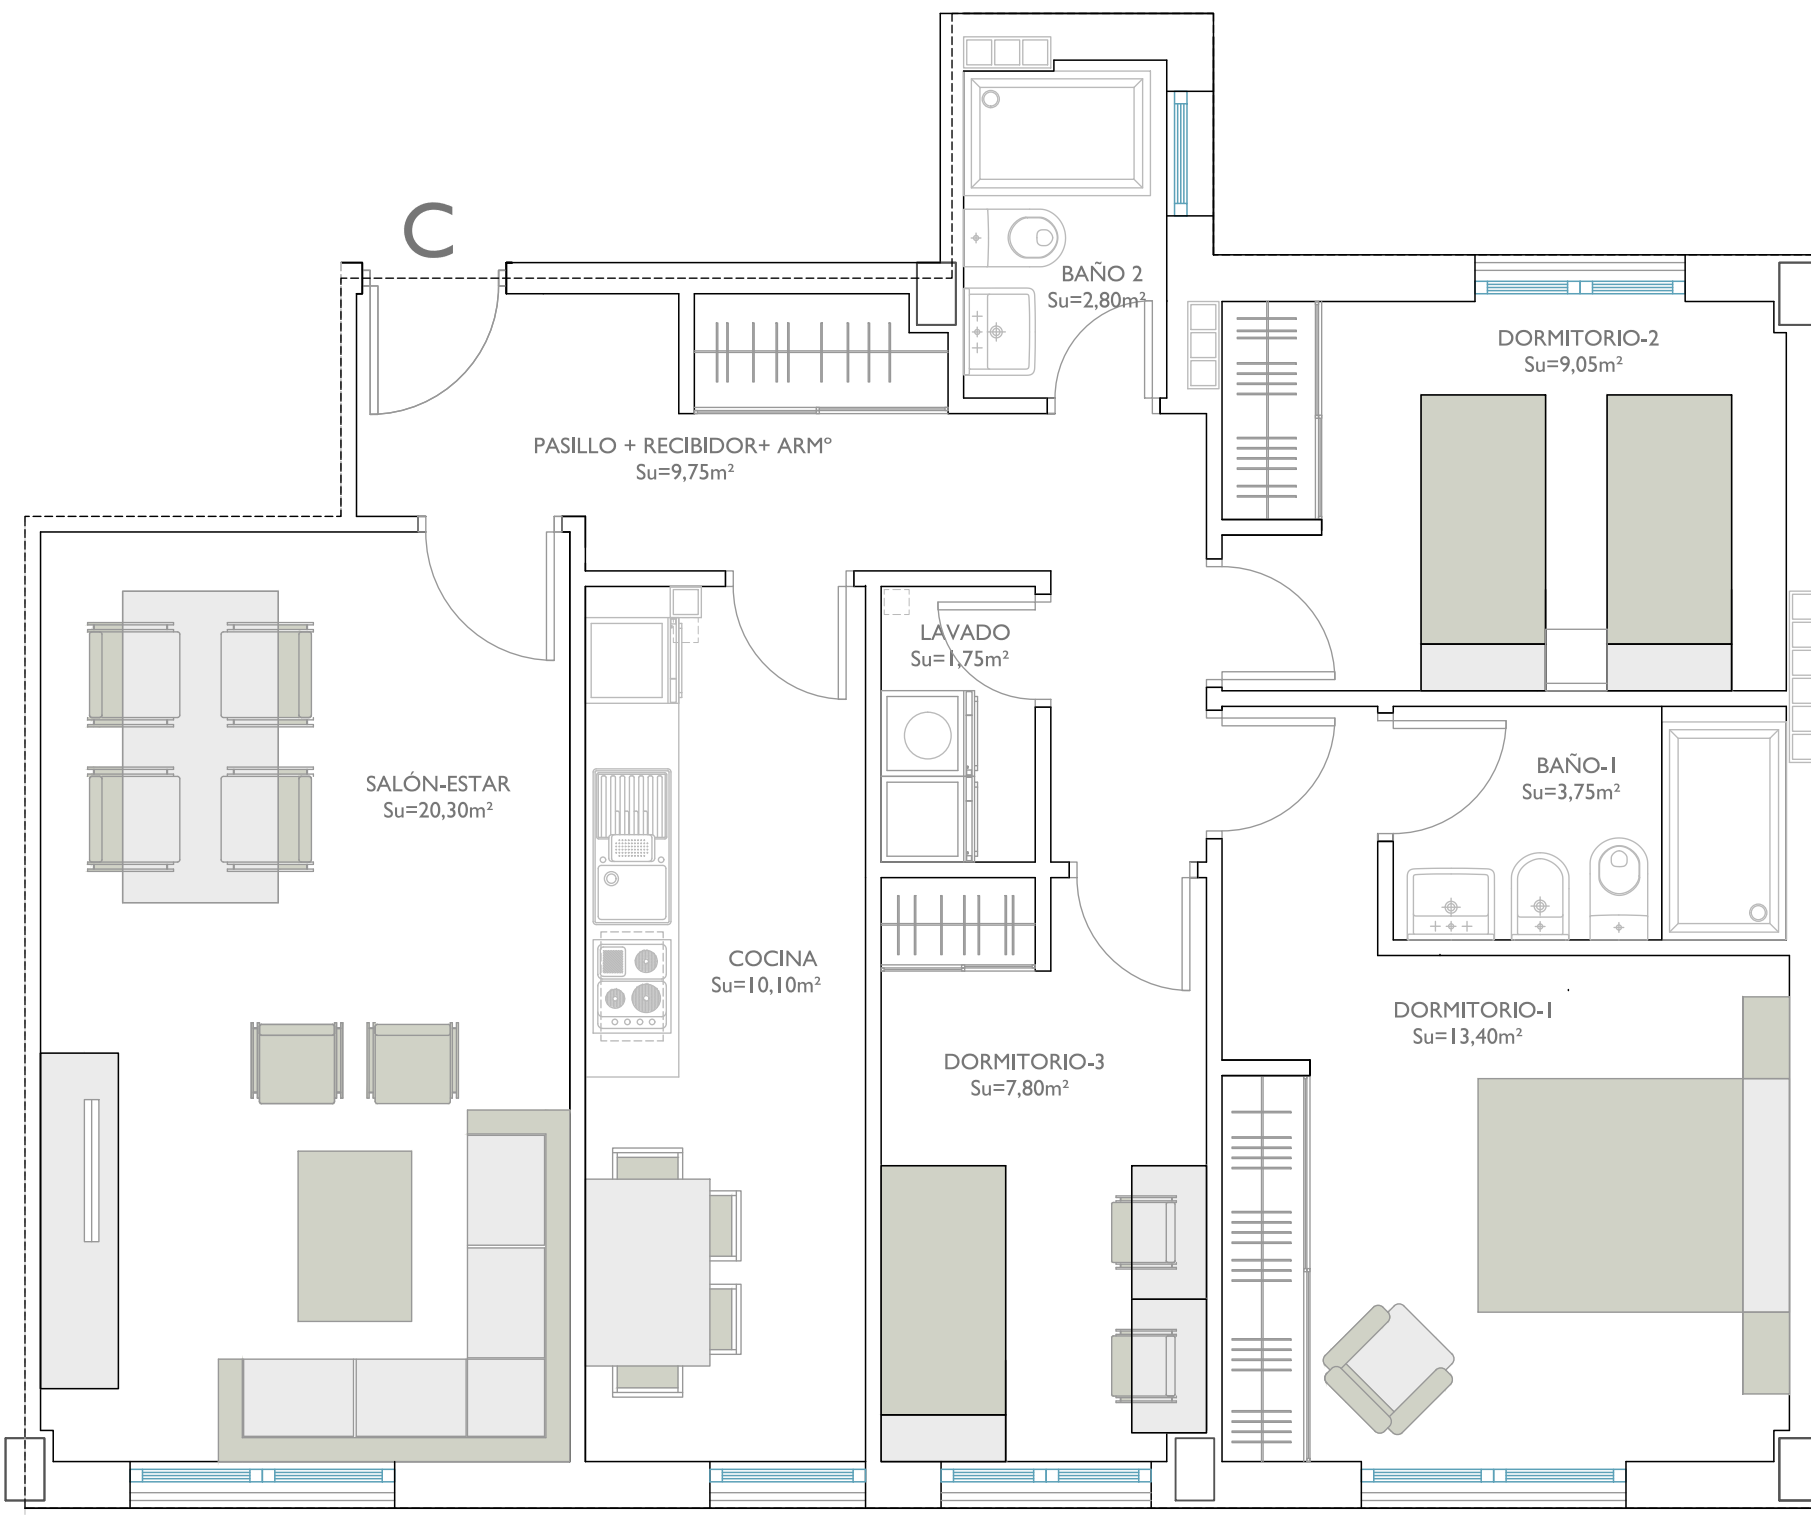 C
BAÑO 2
Su=2,80m²
DORMITORIO-2
Su=9,05m²
PASILLO + RECIBIDOR+ ARMº
Su=9,75m²
LAVADO
Su=1,75m²
SALÓN-ESTAR
Su=20,30m²
BAÑO-1
Su=3,75m²
COCINA
Su=10,10m²
DORMITORIO-1
Su=13,40m²
DORMITORIO-3
Su=7,80m²